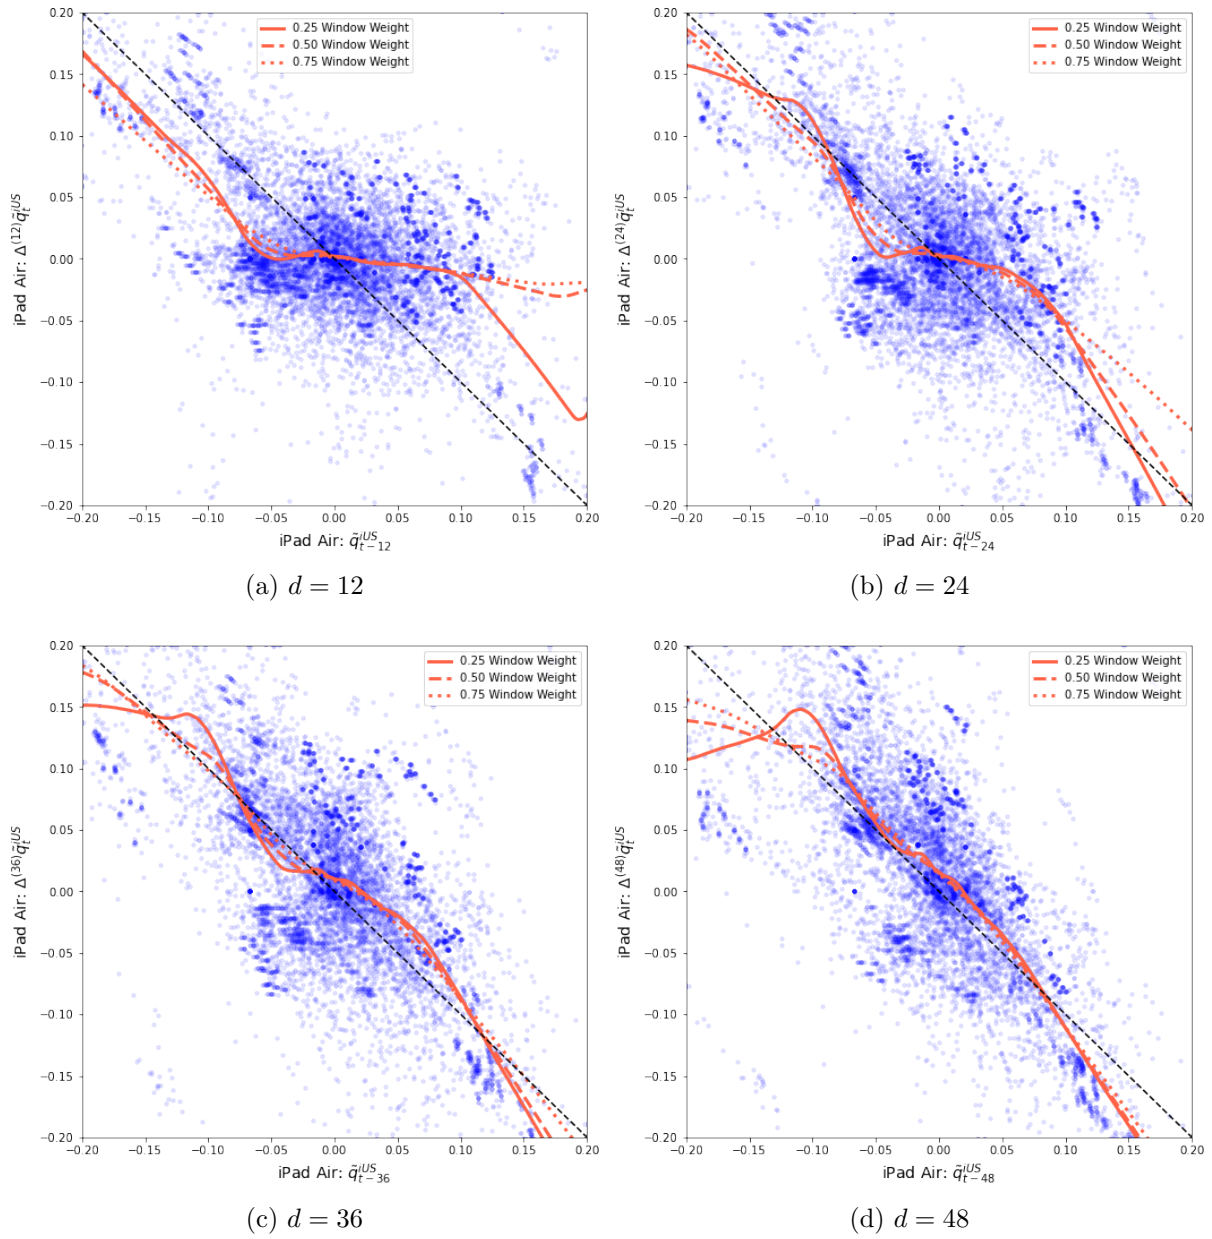 0.20
0.15
0.10
0.05
0.00
−0.05
−0.10
−0.15
−0.20
iPad Air: Δ^(12) q̃_t^{iUS}
0.25 Window Weight
0.50 Window Weight
0.75 Window Weight
−0.20 −0.15 −0.10 −0.05 0.00 0.05 0.10 0.15 0.20
iPad Air: q̃_{t−12}^{iUS}
(a) d = 12
0.20
0.15
0.10
0.05
0.00
−0.05
−0.10
−0.15
−0.20
iPad Air: Δ^(24) q̃_t^{iUS}
0.25 Window Weight
0.50 Window Weight
0.75 Window Weight
−0.20 −0.15 −0.10 −0.05 0.00 0.05 0.10 0.15 0.20
iPad Air: q̃_{t−24}^{iUS}
(b) d = 24
0.20
0.15
0.10
0.05
0.00
−0.05
−0.10
−0.15
−0.20
iPad Air: Δ^(36) q̃_t^{iUS}
0.25 Window Weight
0.50 Window Weight
0.75 Window Weight
−0.20 −0.15 −0.10 −0.05 0.00 0.05 0.10 0.15 0.20
iPad Air: q̃_{t−36}^{iUS}
(c) d = 36
0.20
0.15
0.10
0.05
0.00
−0.05
−0.10
−0.15
−0.20
iPad Air: Δ^(48) q̃_t^{iUS}
0.25 Window Weight
0.50 Window Weight
0.75 Window Weight
−0.20 −0.15 −0.10 −0.05 0.00 0.05 0.10 0.15 0.20
iPad Air: q̃_{t−48}^{iUS}
(d) d = 48